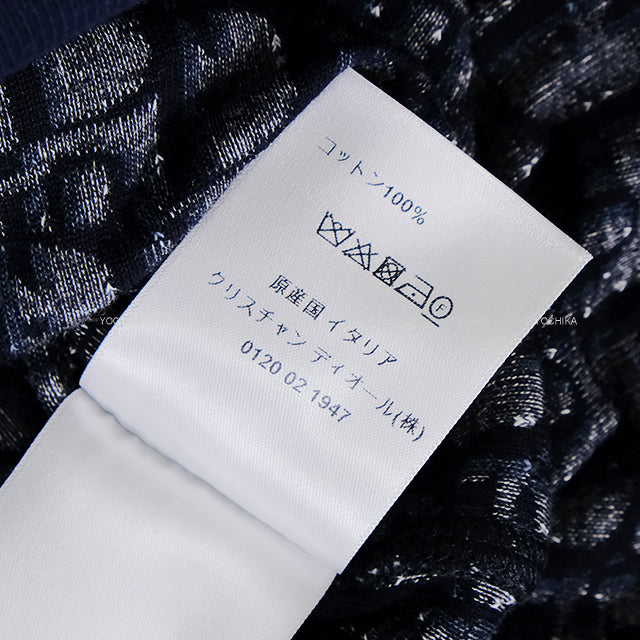 コットン100%
原産国 イタリア
クリスチャン ディオール(株)
0120 02 1947
YOCHIKA